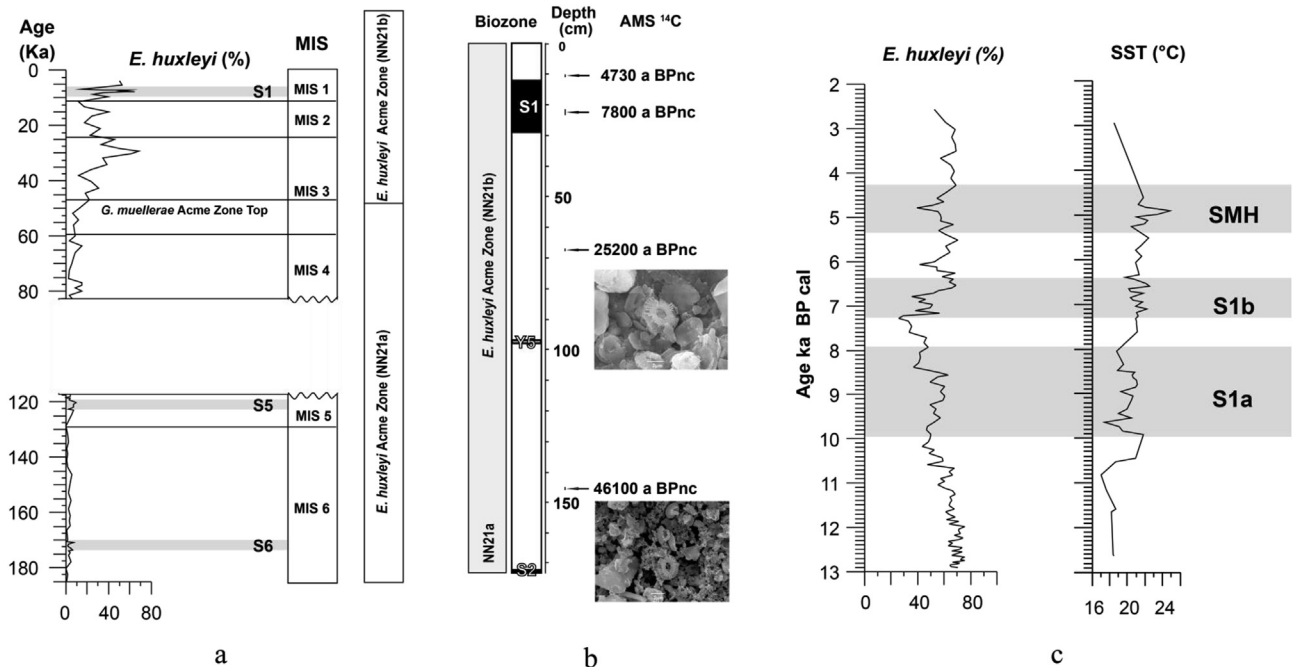 Age
(Ka)
E. huxleyi (%)
MIS
0
20
40
60
80
120
140
160
180
S1
G. muellerae Acme Zone Top
S5
S6
MIS 1
MIS 2
MIS 3
MIS 4
MIS 5
MIS 6
0 40 80
E. huxleyi Acme Zone (NN21b)
E. huxleyi Acme Zone (NN21a)
a
Biozone
Depth
(cm)
AMS 14C
E. huxleyi Acme Zone (NN21b)
NN21a
S1
Y5
S2
0
50
100
150
4730 a BPnc
7800 a BPnc
25200 a BPnc
46100 a BPnc
b
E. huxleyi (%)
SST (°C)
Age ka BP cal
2
3
4
5
6
7
8
9
10
11
12
13
0 40 80
16 20 24
SMH
S1b
S1a
c